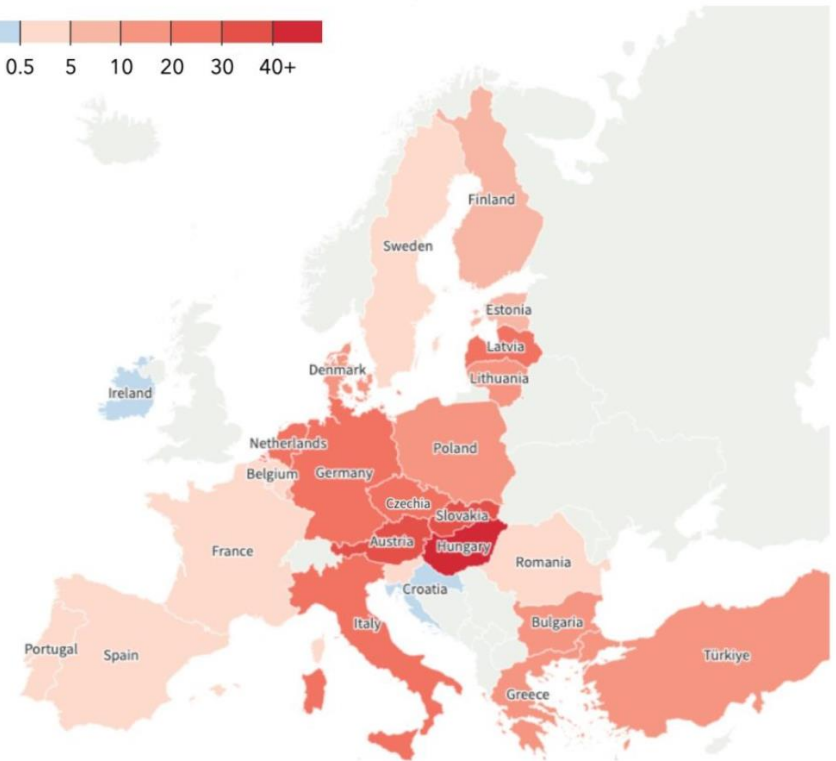 0.5 5 10 20 30 40+
Finland
Sweden
Estonia
Latvia
Denmark
Lithuania
Ireland
Netherlands
Poland
Belgium
Germany
Czechia
Slovakia
Austria
Hungary
France
Romania
Croatia
Italy
Bulgaria
Portugal
Spain
Türkiye
Greece